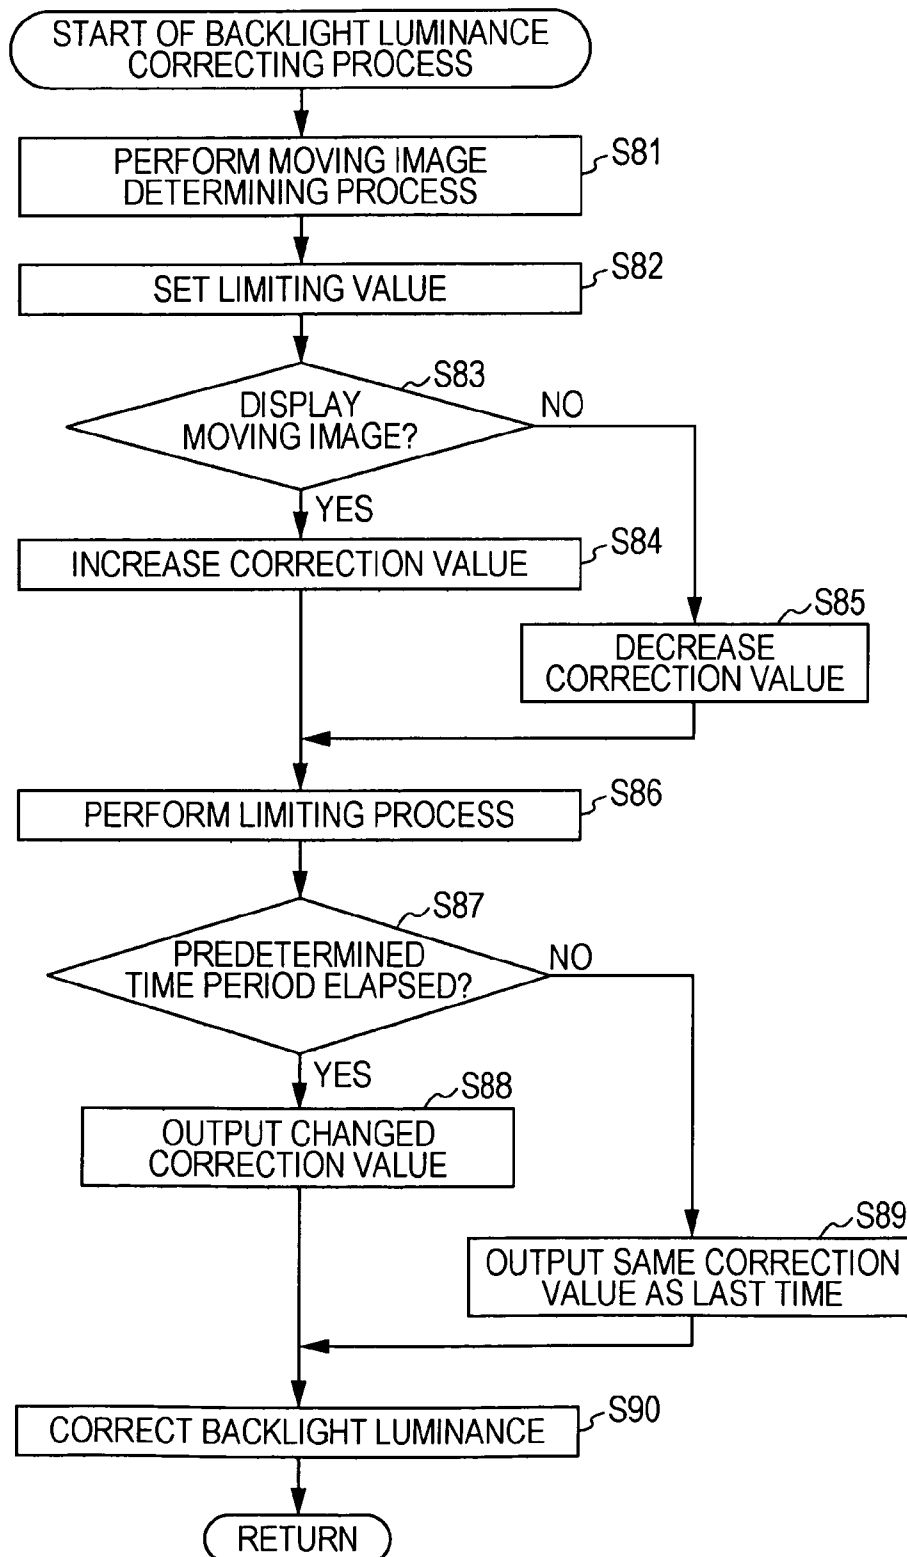 START OF BACKLIGHT LUMINANCE
CORRECTING PROCESS
S81
PERFORM MOVING IMAGE
DETERMINING PROCESS
S82
SET LIMITING VALUE
S83
DISPLAY
MOVING IMAGE?
NO
YES
S84
INCREASE CORRECTION VALUE
S85
DECREASE
CORRECTION VALUE
S86
PERFORM LIMITING PROCESS
S87
PREDETERMINED
TIME PERIOD ELAPSED?
NO
YES
S88
OUTPUT CHANGED
CORRECTION VALUE
S89
OUTPUT SAME CORRECTION
VALUE AS LAST TIME
S90
CORRECT BACKLIGHT LUMINANCE
RETURN